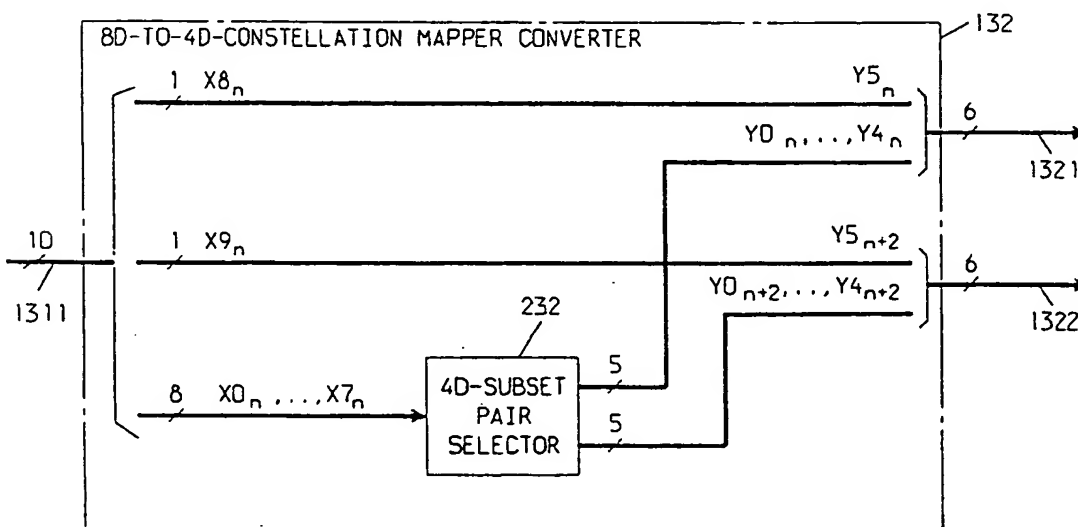 8D-TO-4D-CONSTELLATION MAPPER CONVERTER
132
1 X8n Y5n
6
Y0n,...,Y4n
1321
10
1311
1 X9n Y5n+2
6
Y0n+2,...,Y4n+2
1322
232
8 X0n,...,X7n
4D-SUBSET
PAIR
SELECTOR
5
5